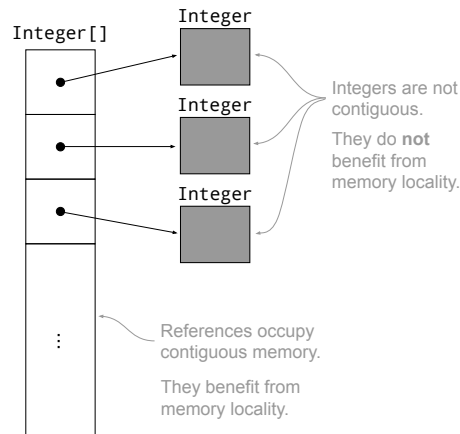 Integer[]
Integer
Integer
Integer
Integers are not
contiguous.
They do not
benefit from
memory locality.
⋮
References occupy
contiguous memory.
They benefit from
memory locality.